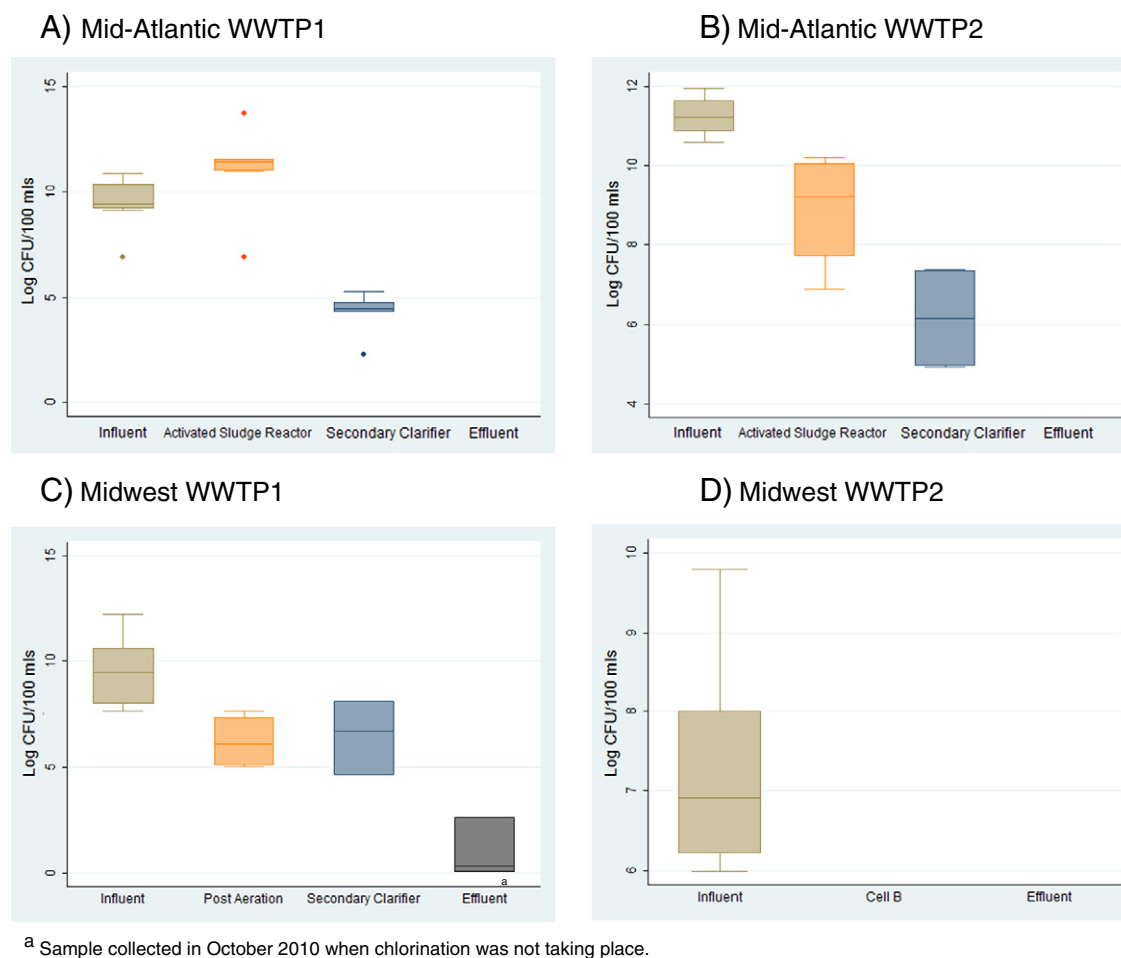 A) Mid-Atlantic WWTP1
15
10
5
0
Log CFU/100 mls
Influent Activated Sludge Reactor Secondary Clarifier Effluent
B) Mid-Atlantic WWTP2
12
10
8
6
4
Log CFU/100 mls
Influent Activated Sludge Reactor Secondary Clarifier Effluent
C) Midwest WWTP1
15
10
5
0
Log CFU/100 mls
a
Influent Post Aeration Secondary Clarifier Effluent
D) Midwest WWTP2
10
9
8
7
6
Log CFU/100 mls
Influent Cell B Effluent
a Sample collected in October 2010 when chlorination was not taking place.